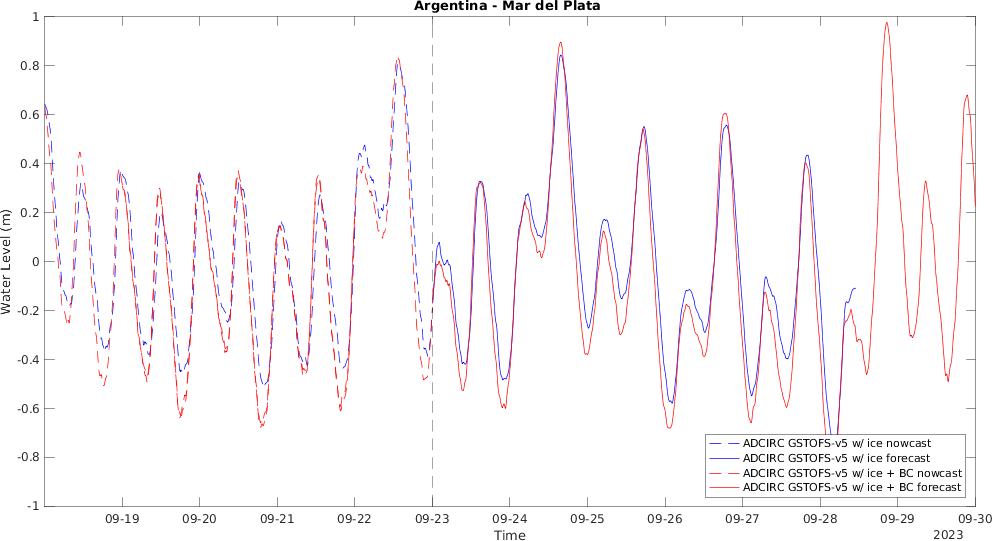 Argentina - Mar del Plata
Water Level (m)
1
0.8
0.6
0.4
0.2
0
-0.2
-0.4
-0.6
-0.8
-1
ADCIRC GSTOFS-v5 w/ ice nowcast
ADCIRC GSTOFS-v5 w/ ice forecast
ADCIRC GSTOFS-v5 w/ ice + BC nowcast
ADCIRC GSTOFS-v5 w/ ice + BC forecast
09-19 09-20 09-21 09-22 09-23 09-24 09-25 09-26 09-27 09-28 09-29 09-30
Time
2023